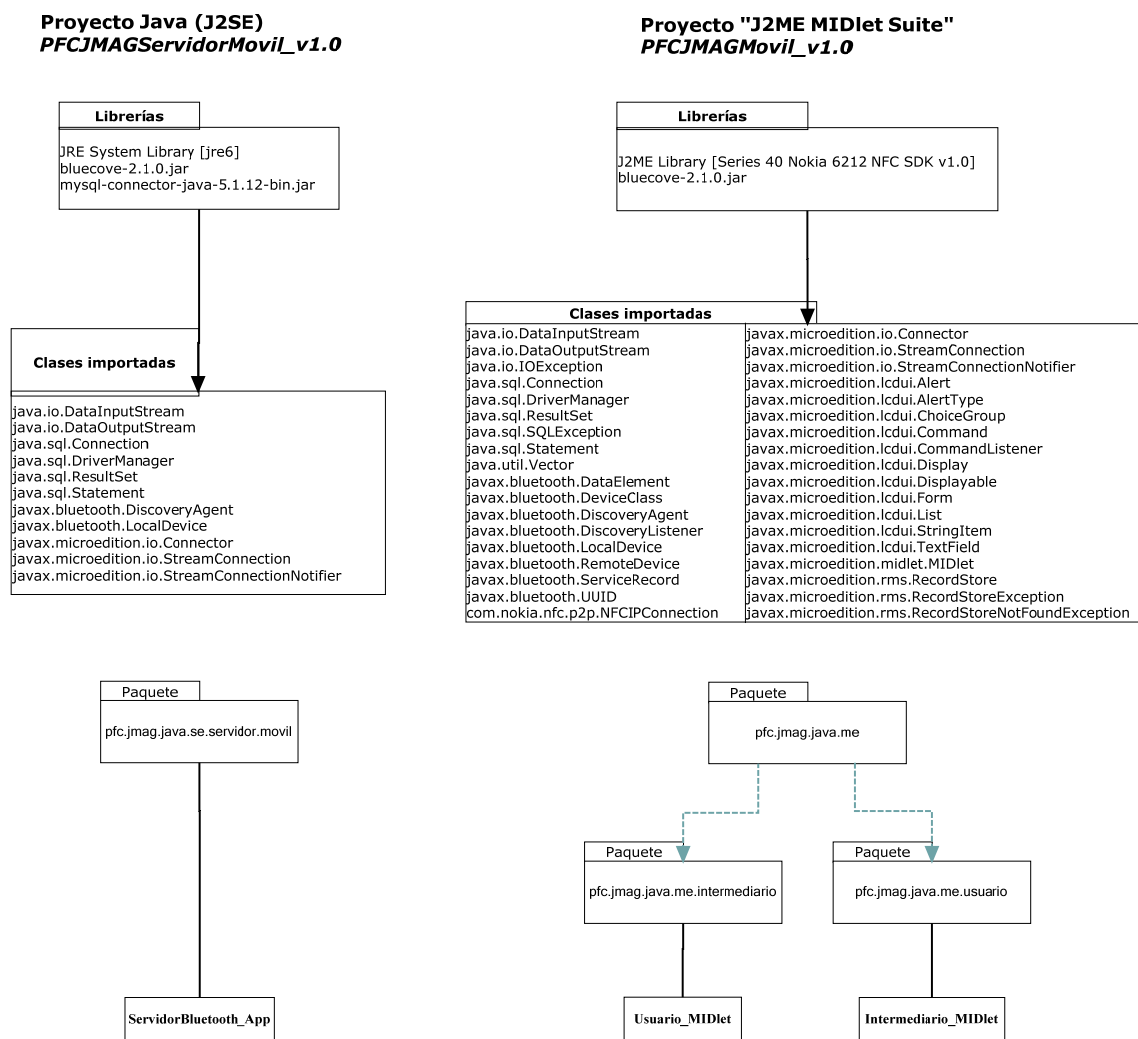 Proyecto Java (J2SE)
PFCJMAGServidorMovil_v1.0
Librerías
JRE System Library [jre6]
bluecove-2.1.0.jar
mysql-connector-java-5.1.12-bin.jar
Clases importadas
java.io.DataInputStream
java.io.DataOutputStream
java.sql.Connection
java.sql.DriverManager
java.sql.ResultSet
java.sql.Statement
javax.bluetooth.DiscoveryAgent
javax.bluetooth.LocalDevice
javax.microedition.io.Connector
javax.microedition.io.StreamConnection
javax.microedition.io.StreamConnectionNotifier
Paquete
pfc.jmag.java.se.servidor.movil
ServidorBluetooth_App
Proyecto "J2ME MIDlet Suite"
PFCJMAGMovil_v1.0
Librerías
J2ME Library [Series 40 Nokia 6212 NFC SDK v1.0]
bluecove-2.1.0.jar
Clases importadas
java.io.DataInputStream
java.io.DataOutputStream
java.io.IOException
java.sql.Connection
java.sql.DriverManager
java.sql.ResultSet
java.sql.SQLException
java.sql.Statement
java.util.Vector
javax.bluetooth.DataElement
javax.bluetooth.DeviceClass
javax.bluetooth.DiscoveryAgent
javax.bluetooth.DiscoveryListener
javax.bluetooth.LocalDevice
javax.bluetooth.RemoteDevice
javax.bluetooth.ServiceRecord
javax.bluetooth.UUID
com.nokia.nfc.p2p.NFCIPConnection
javax.microedition.io.Connector
javax.microedition.io.StreamConnection
javax.microedition.io.StreamConnectionNotifier
javax.microedition.lcdui.Alert
javax.microedition.lcdui.AlertType
javax.microedition.lcdui.ChoiceGroup
javax.microedition.lcdui.Command
javax.microedition.lcdui.CommandListener
javax.microedition.lcdui.Display
javax.microedition.lcdui.Displayable
javax.microedition.lcdui.Form
javax.microedition.lcdui.List
javax.microedition.lcdui.StringItem
javax.microedition.lcdui.TextField
javax.microedition.midlet.MIDlet
javax.microedition.rms.RecordStore
javax.microedition.rms.RecordStoreException
javax.microedition.rms.RecordStoreNotFoundException
Paquete
pfc.jmag.java.me
Paquete
pfc.jmag.java.me.intermediario
Usuario_MIDlet
Paquete
pfc.jmag.java.me.usuario
Intermediario_MIDlet